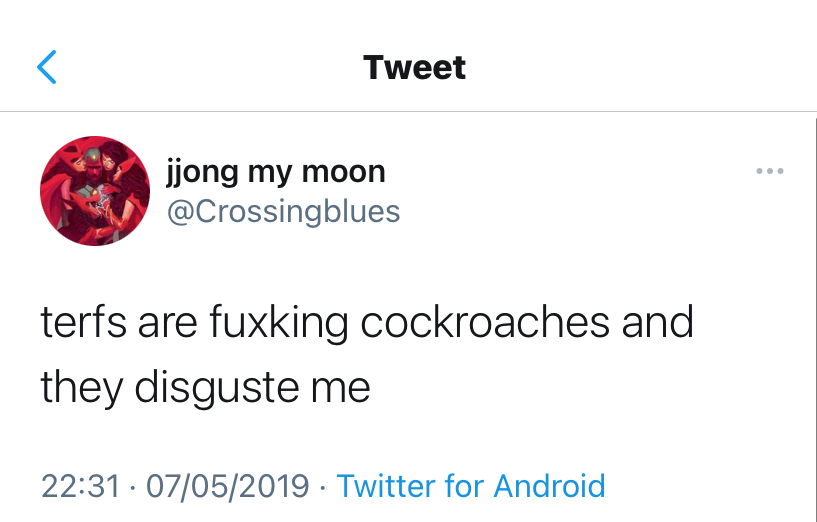 Tweet
jjong my moon
@Crossingblues
terfs are fuxking cockroaches and
they disguste me
22:31 · 07/05/2019 · Twitter for Android